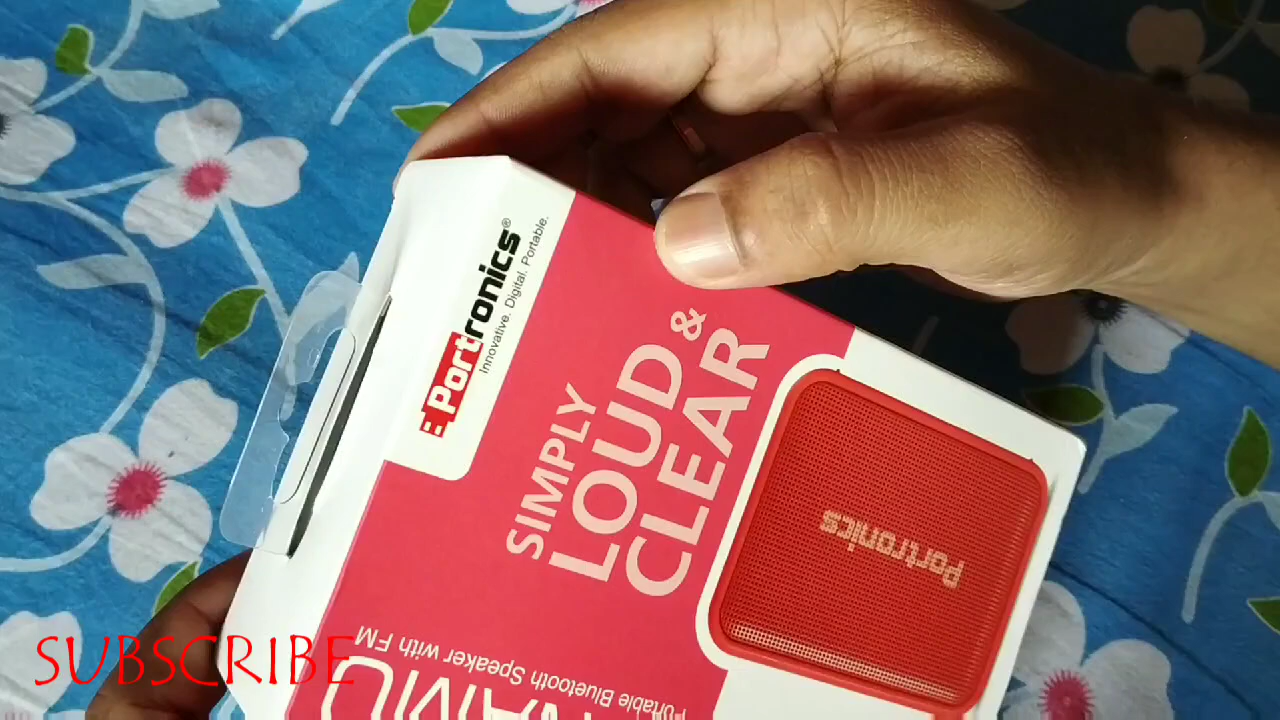 Portronics®
Innovative. Digital. Portable.
SIMPLY
LOUD &
CLEAR
Portronics
Portable Bluetooth Speaker with FM
SUBSCRIBE